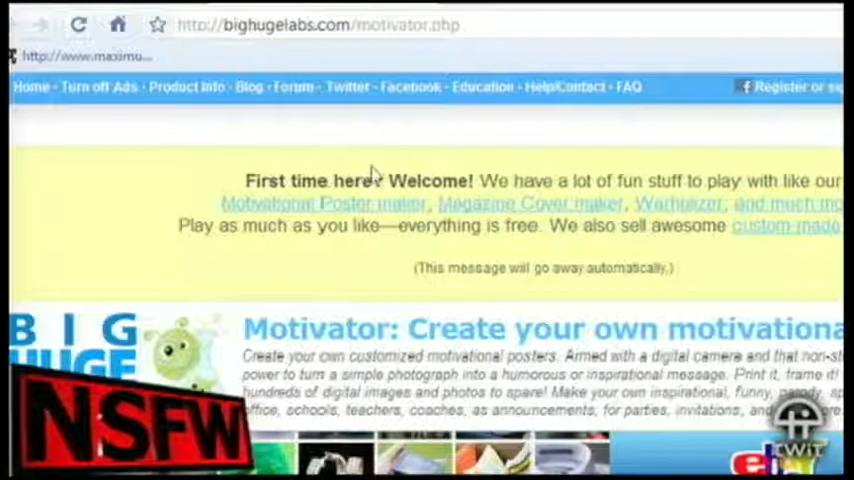 http://bighugelabs.com/motivator.php
http://www.maximu...
Home · Turn off Ads · Product Info · Blog · Forum · Twitter · Facebook · Education · Help/Contact · FAQ
Register or
First time here? Welcome! We have a lot of fun stuff to play with like our
Motivational Poster maker, Magazine Cover maker, Warholizer, and much
Play as much as you like—everything is free. We also sell awesome custom-made
(This message will go away automatically.)
BIG
HUGE
Motivator: Create your own motivationa
Create your own customized motivational posters. Armed with a digital camera and that non-st
power to turn a simple photograph into a humorous or inspirational message. Print it, frame it!
hundreds of digital images and photos to spare! Make your own inspirational, funny, parody, sp
office, schools, teachers, coaches, as announcements, for parties, invitations, and
NSFW
TWiT